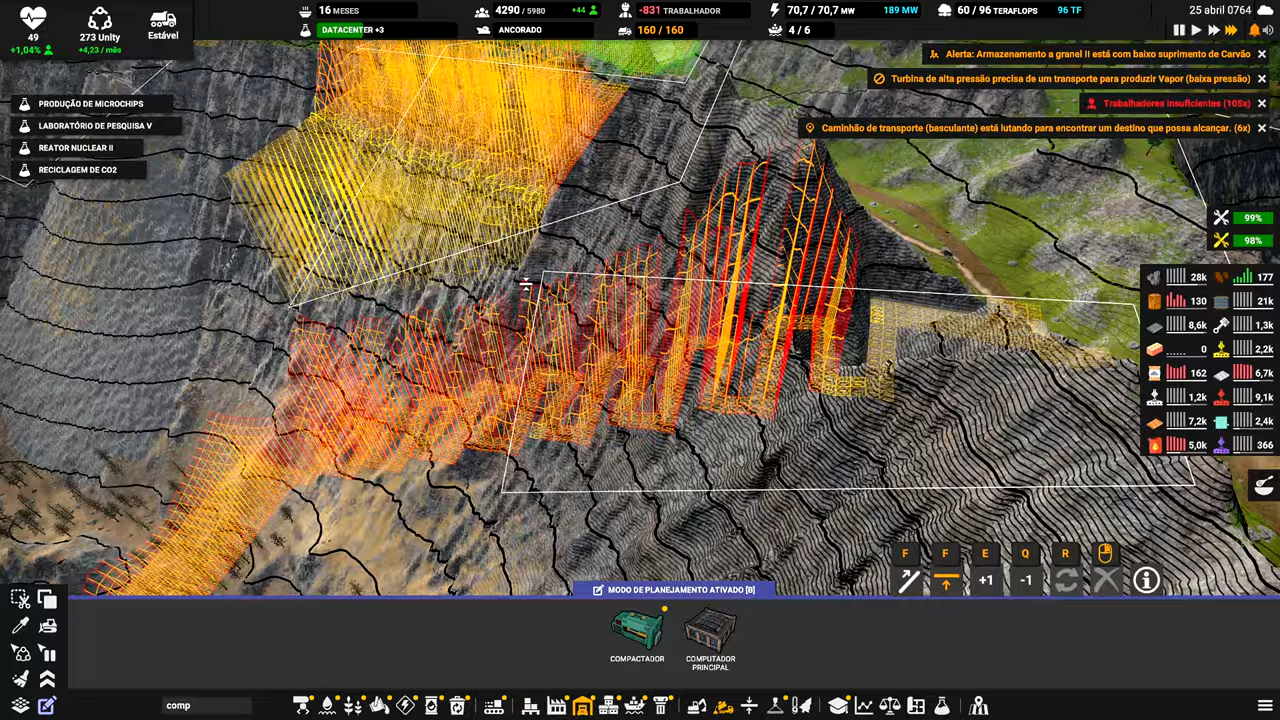 49
+1,04%
273 Unity
+4,23 / mês
Estável
16 MESES
DATACENTER +3
4290 / 5980
+44
ANCORADO
-831 TRABALHADOR
160 / 160
70,7 / 70,7 MW
189 MW
4 / 6
60 / 96 TERAFLOPS
96 TF
25 abril 0764
Alerta: Armazenamento a granel II está com baixo suprimento de Carvão
Turbina de alta pressão precisa de um transporte para produzir Vapor (baixa pressão)
Trabalhadores Insuficientes (105x)
Caminhão de transporte (basculante) está lutando para encontrar um destino que possa alcançar. (6x)
PRODUÇÃO DE MICROCHIPS
LABORATÓRIO DE PESQUISA V
REATOR NUCLEAR II
RECICLAGEM DE CO2
99%
98%
28k 177
130 21k
8,6k 1,3k
0 2,2k
162 6,7k
1,2k 9,1k
7,2k 2,4k
5,0k 366
F F E Q R
+1 -1
MODO DE PLANEJAMENTO ATIVADO [B]
COMPACTADOR
COMPUTADOR PRINCIPAL
comp